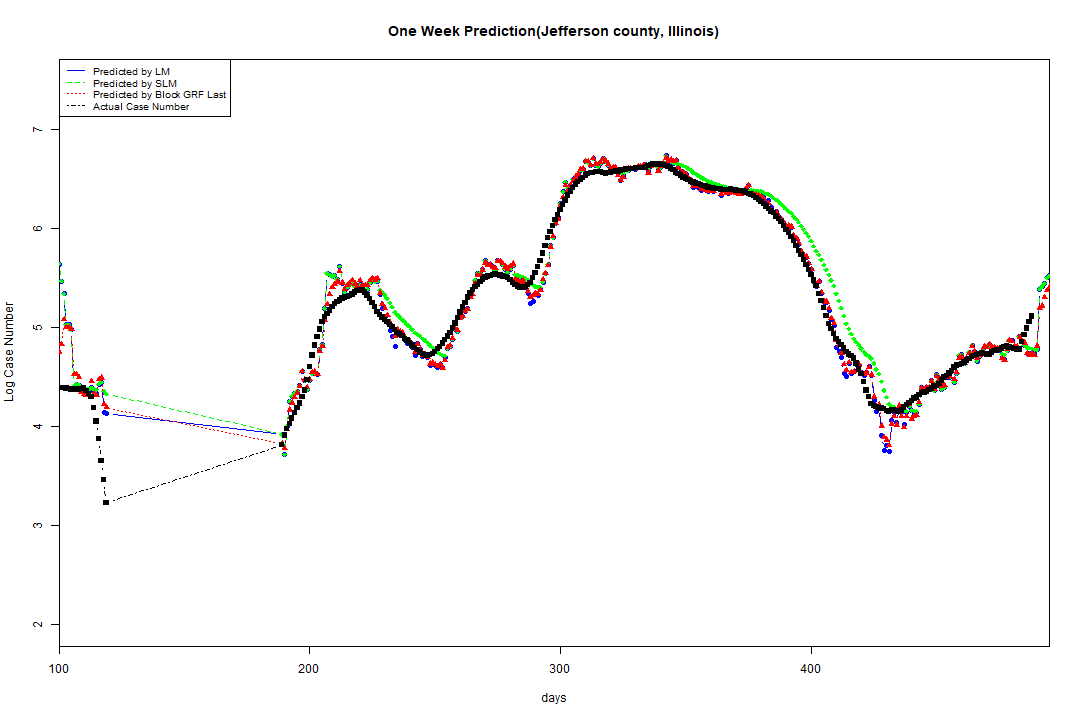 One Week Prediction(Jefferson county, Illinois)
Predicted by LM
Predicted by SLM
Predicted by Block GRF Last
Actual Case Number
Log Case Number
7
6
5
4
3
2
100 200 300 400
days